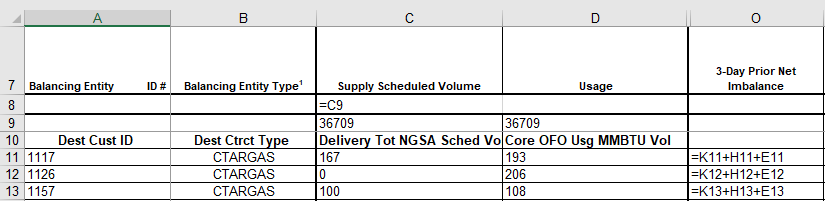 A B C D O
7 Balancing Entity ID # Balancing Entity Type¹ Supply Scheduled Volume Usage 3-Day Prior Net Imbalance
8 =C9
9 36709 36709
10 Dest Cust ID Dest Ctrct Type Delivery Tot NGSA Sched Vo Core OFO Usg MMBTU Vol
11 1117 CTARGAS 167 193 =K11+H11+E11
12 1126 CTARGAS 0 206 =K12+H12+E12
13 1157 CTARGAS 100 108 =K13+H13+E13